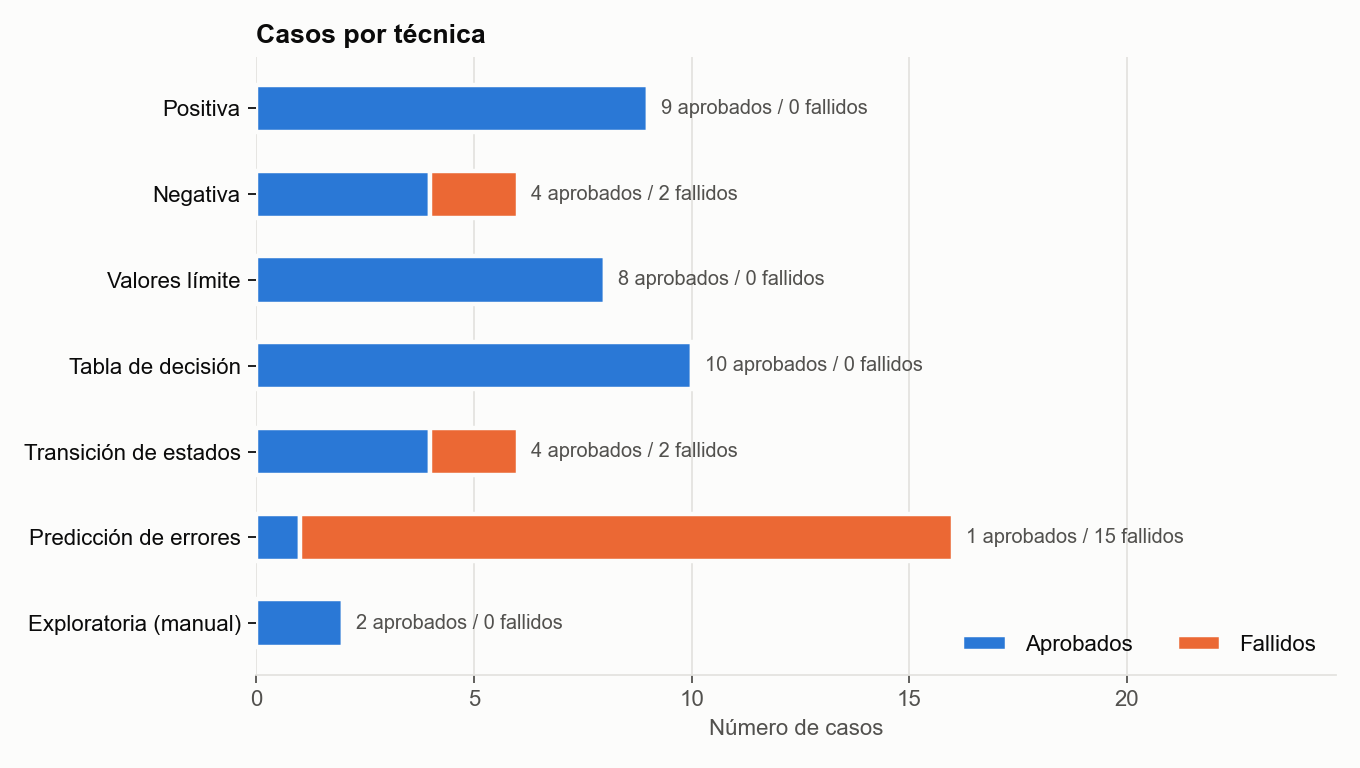 Casos por técnica
Positiva
9 aprobados / 0 fallidos
Negativa
4 aprobados / 2 fallidos
Valores límite
8 aprobados / 0 fallidos
Tabla de decisión
10 aprobados / 0 fallidos
Transición de estados
4 aprobados / 2 fallidos
Predicción de errores
1 aprobados / 15 fallidos
Exploratoria (manual)
2 aprobados / 0 fallidos
Aprobados Fallidos
0 5 10 15 20
Número de casos